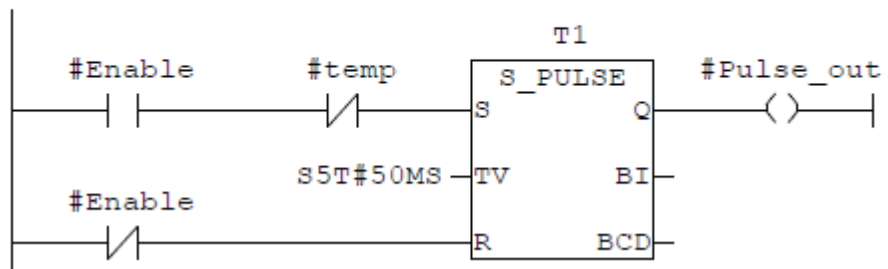 T1
#Enable #temp S_PULSE #Pulse_out
S Q
S5T#50MS TV BI
#Enable
R BCD